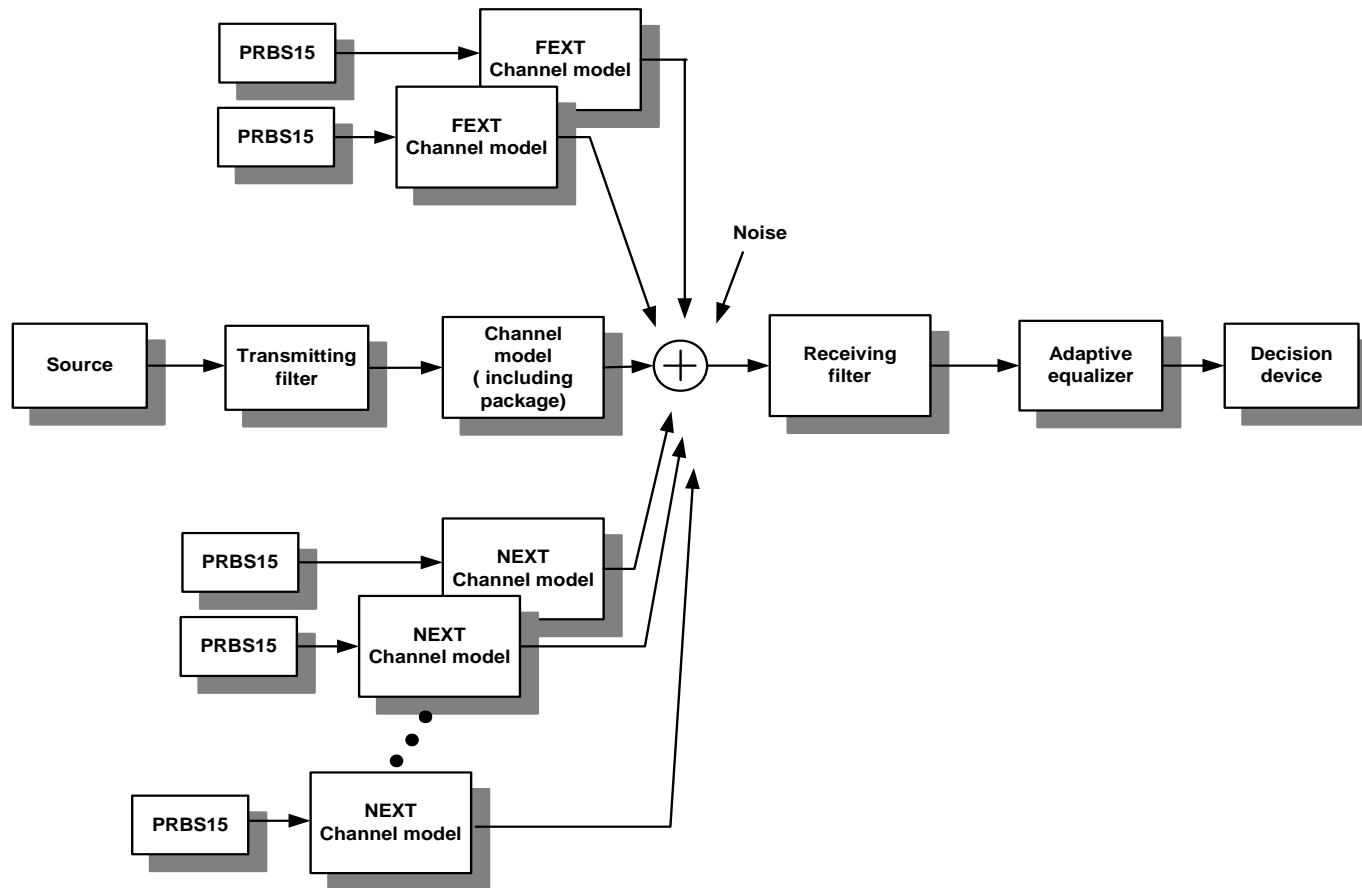 PRBS15
FEXT
Channel model
PRBS15
FEXT
Channel model
Noise
Source
Transmitting
filter
Channel
model
( including
package)
Receiving
filter
Adaptive
equalizer
Decision
device
PRBS15
NEXT
Channel model
PRBS15
NEXT
Channel model
PRBS15
NEXT
Channel model